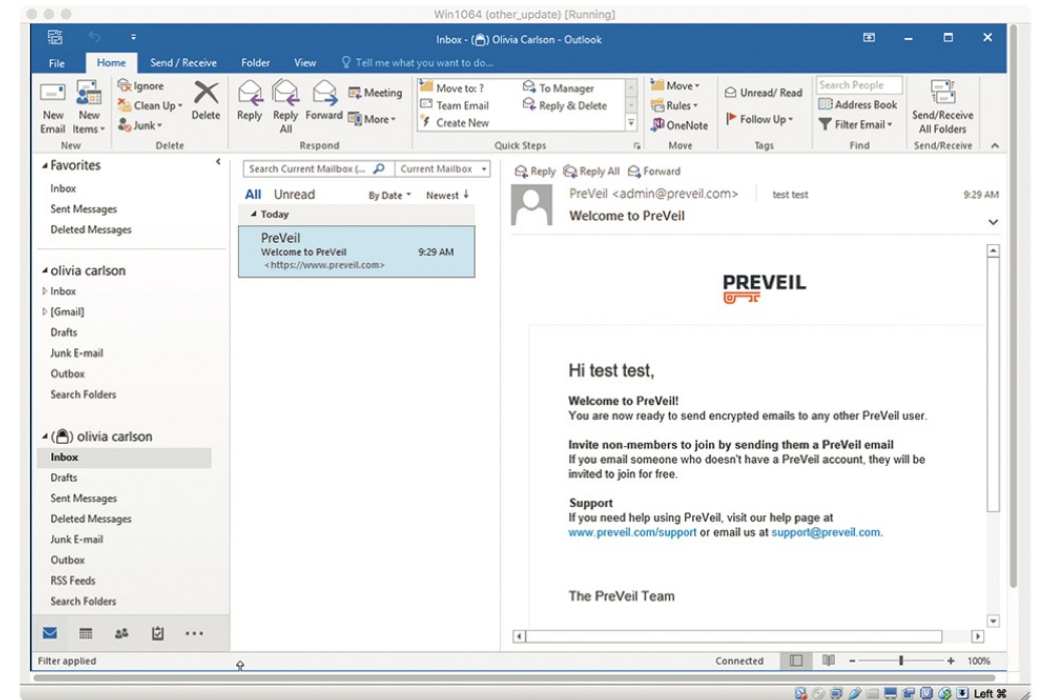 Win1064 (other_update) [Running]
Inbox - () Olivia Carlson - Outlook
File Home Send / Receive Folder View Tell me what you want to do...
New Email
New Items
Ignore
Clean Up
Junk
Delete
Reply
Reply All
Forward
Meeting
More
Move to: ?
Team Email
Create New
To Manager
Reply & Delete
Move
Rules
OneNote
Unread/ Read
Follow Up
Search People
Address Book
Filter Email
Send/Receive
All Folders
New Delete Respond Quick Steps Move Tags Find Send/Receive
Favorites
Inbox
Sent Messages
Deleted Messages
olivia carlson
Inbox
[Gmail]
Drafts
Junk E-mail
Outbox
Search Folders
() olivia carlson
Inbox
Drafts
Sent Messages
Deleted Messages
Junk E-mail
Outbox
RSS Feeds
Search Folders
Search Current Mailbox (... Current Mailbox
All Unread By Date Newest ↓
Today
PreVeil
Welcome to PreVeil 9:29 AM
<https://www.preveil.com>
Reply Reply All Forward
PreVeil <admin@preveil.com> test test 9:29 AM
Welcome to PreVeil
PREVEIL
Hi test test,
Welcome to PreVeil!
You are now ready to send encrypted emails to any other PreVeil user.
Invite non-members to join by sending them a PreVeil email
If you email someone who doesn't have a PreVeil account, they will be
invited to join for free.
Support
If you need help using PreVeil, visit our help page at
www.preveil.com/support or email us at support@preveil.com.
The PreVeil Team
Filter applied Connected 100%
Left ⌘